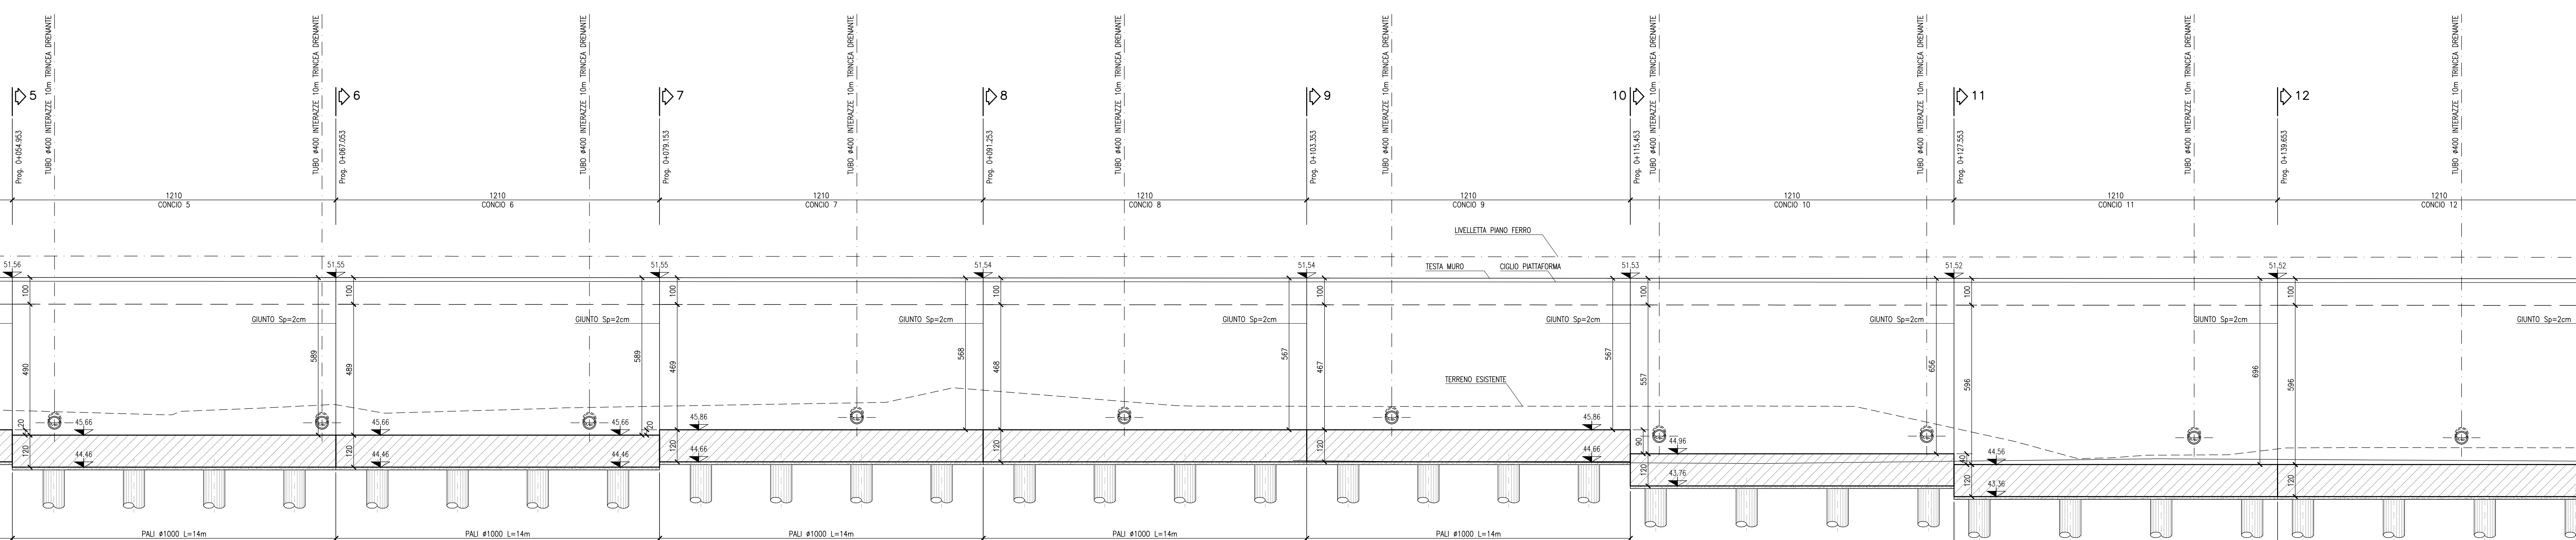 TUBO ø400 INTERAZZE 10m TRINCEA DRENANTE
TUBO ø400 INTERAZZE 10m TRINCEA DRENANTE
TUBO ø400 INTERAZZE 10m TRINCEA DRENANTE
TUBO ø400 INTERAZZE 10m TRINCEA DRENANTE
TUBO ø400 INTERAZZE 10m TRINCEA DRENANTE
TUBO ø400 INTERAZZE 10m TRINCEA DRENANTE
TUBO ø400 INTERAZZE 10m TRINCEA DRENANTE
TUBO ø400 INTERAZZE 10m TRINCEA DRENANTE
TUBO ø400 INTERAZZE 10m TRINCEA DRENANTE
TUBO ø400 INTERAZZE 10m TRINCEA DRENANTE
5
6
7
8
9
10
11
12
Prog. 0+054.953
Prog. 0+067.053
Prog. 0+079.153
Prog. 0+091.253
Prog. 0+103.353
Prog. 0+115.453
Prog. 0+127.553
Prog. 0+139.653
1210
1210
1210
1210
1210
1210
1210
1210
CONCIO 5
CONCIO 6
CONCIO 7
CONCIO 8
CONCIO 9
CONCIO 10
CONCIO 11
CONCIO 12
LIVELLETTA PIANO FERRO
TESTA MURO
CIGLIO PIATTAFORMA
51.56
51.55
51.55
51.54
51.54
51.53
51.52
51.52
100
100
100
100
100
100
100
100
GIUNTO Sp=2cm
GIUNTO Sp=2cm
GIUNTO Sp=2cm
GIUNTO Sp=2cm
GIUNTO Sp=2cm
GIUNTO Sp=2cm
GIUNTO Sp=2cm
GIUNTO Sp=2cm
490
589
489
589
469
568
468
567
467
567
557
656
596
696
596
TERRENO ESISTENTE
20
45.66
45.66
45.66
20
45.86
45.86
90
44.96
40
44.56
120
120
120
120
120
120
120
120
44.46
44.46
44.46
44.66
44.66
43.76
43.36
PALI ø1000 L=14m
PALI ø1000 L=14m
PALI ø1000 L=14m
PALI ø1000 L=14m
PALI ø1000 L=14m